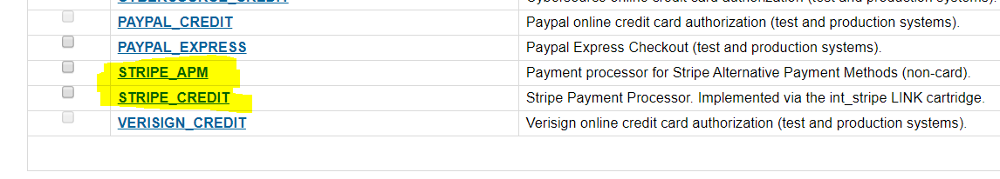 PAYPAL_CREDIT Paypal online credit card authorization (test and production systems).
PAYPAL_EXPRESS Paypal Express Checkout (test and production systems).
STRIPE_APM Payment processor for Stripe Alternative Payment Methods (non-card).
STRIPE_CREDIT Stripe Payment Processor. Implemented via the int_stripe LINK cartridge.
VERISIGN_CREDIT Verisign online credit card authorization (test and production systems).